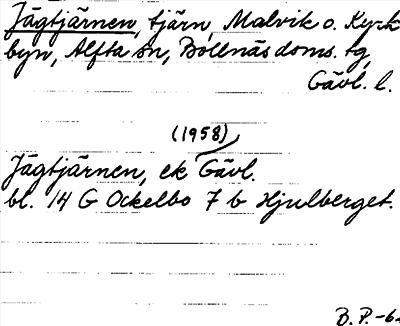 Jägtjärnen, tjärn, Malvik o. Kyrk
byn, Alfta sn, Bollnäs doms. tg,
Gävl. l.
(1958)
Jägtjärnen, ek Gävl.
bl. 14 G Ockelbo 7 b Hjulberget.
B.P.-6